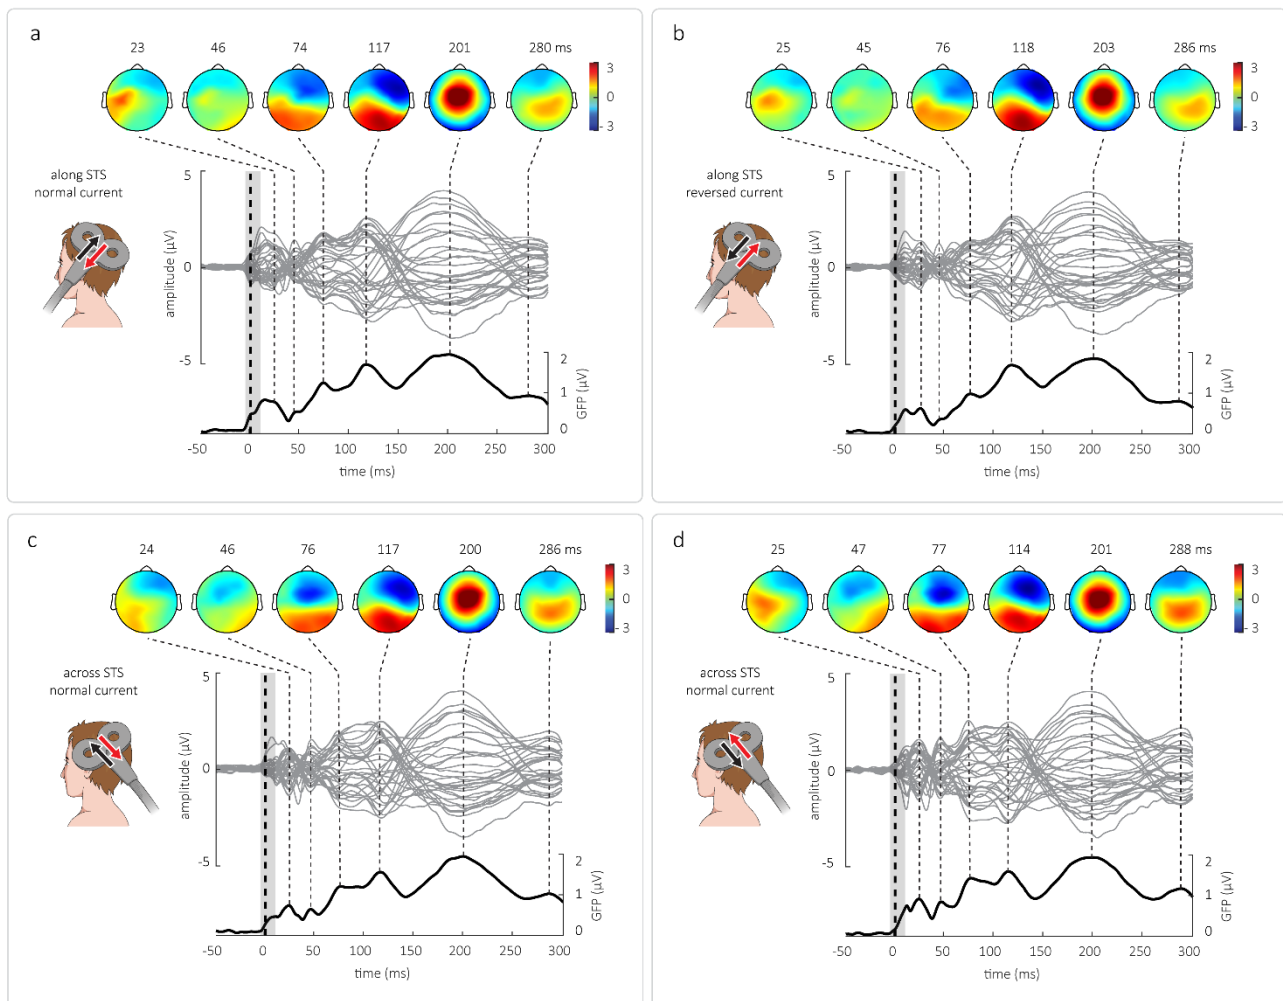 a
23 46 74 117 201 280 ms
3
0
-3
along STS
normal current
5
0
-5
amplitude (µV)
2
1
0
GFP (µV)
-50 0 50 100 150 200 250 300
time (ms)
b
25 45 76 118 203 286 ms
3
0
-3
along STS
reversed current
5
0
-5
amplitude (µV)
2
1
0
GFP (µV)
-50 0 50 100 150 200 250 300
time (ms)
c
24 46 76 117 200 286 ms
3
0
-3
across STS
normal current
5
0
-5
amplitude (µV)
2
1
0
GFP (µV)
-50 0 50 100 150 200 250 300
time (ms)
d
25 47 77 114 201 288 ms
3
0
-3
across STS
normal current
5
0
-5
amplitude (µV)
2
1
0
GFP (µV)
-50 0 50 100 150 200 250 300
time (ms)